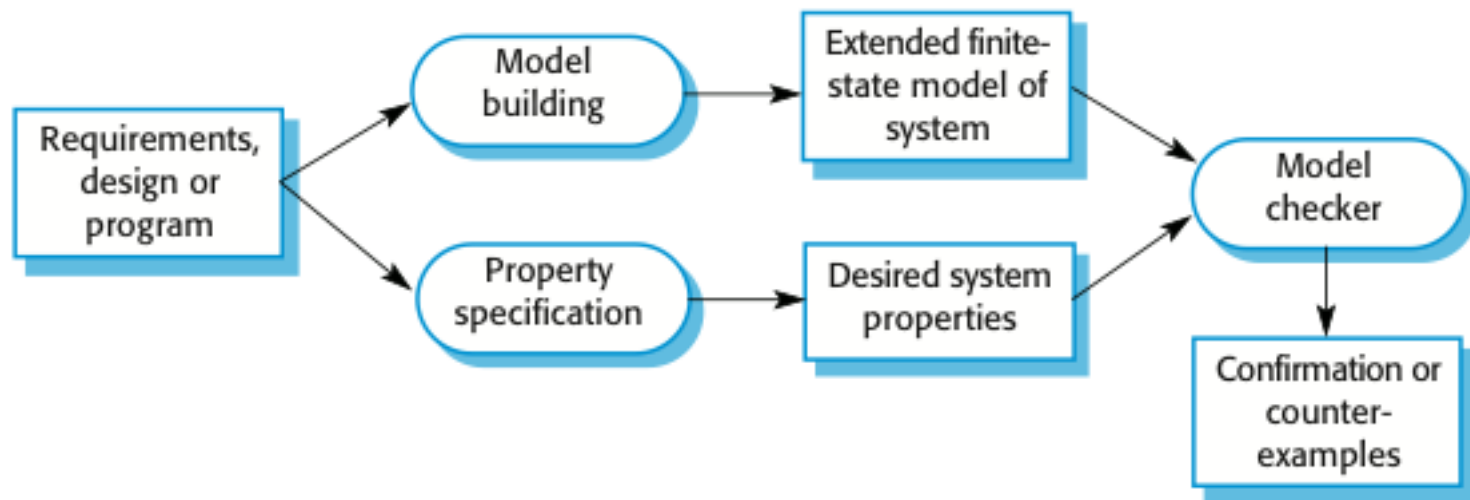 Requirements,
design or
program
Model
building
Extended finite-
state model of
system
Property
specification
Desired system
properties
Model
checker
Confirmation or
counter-
examples